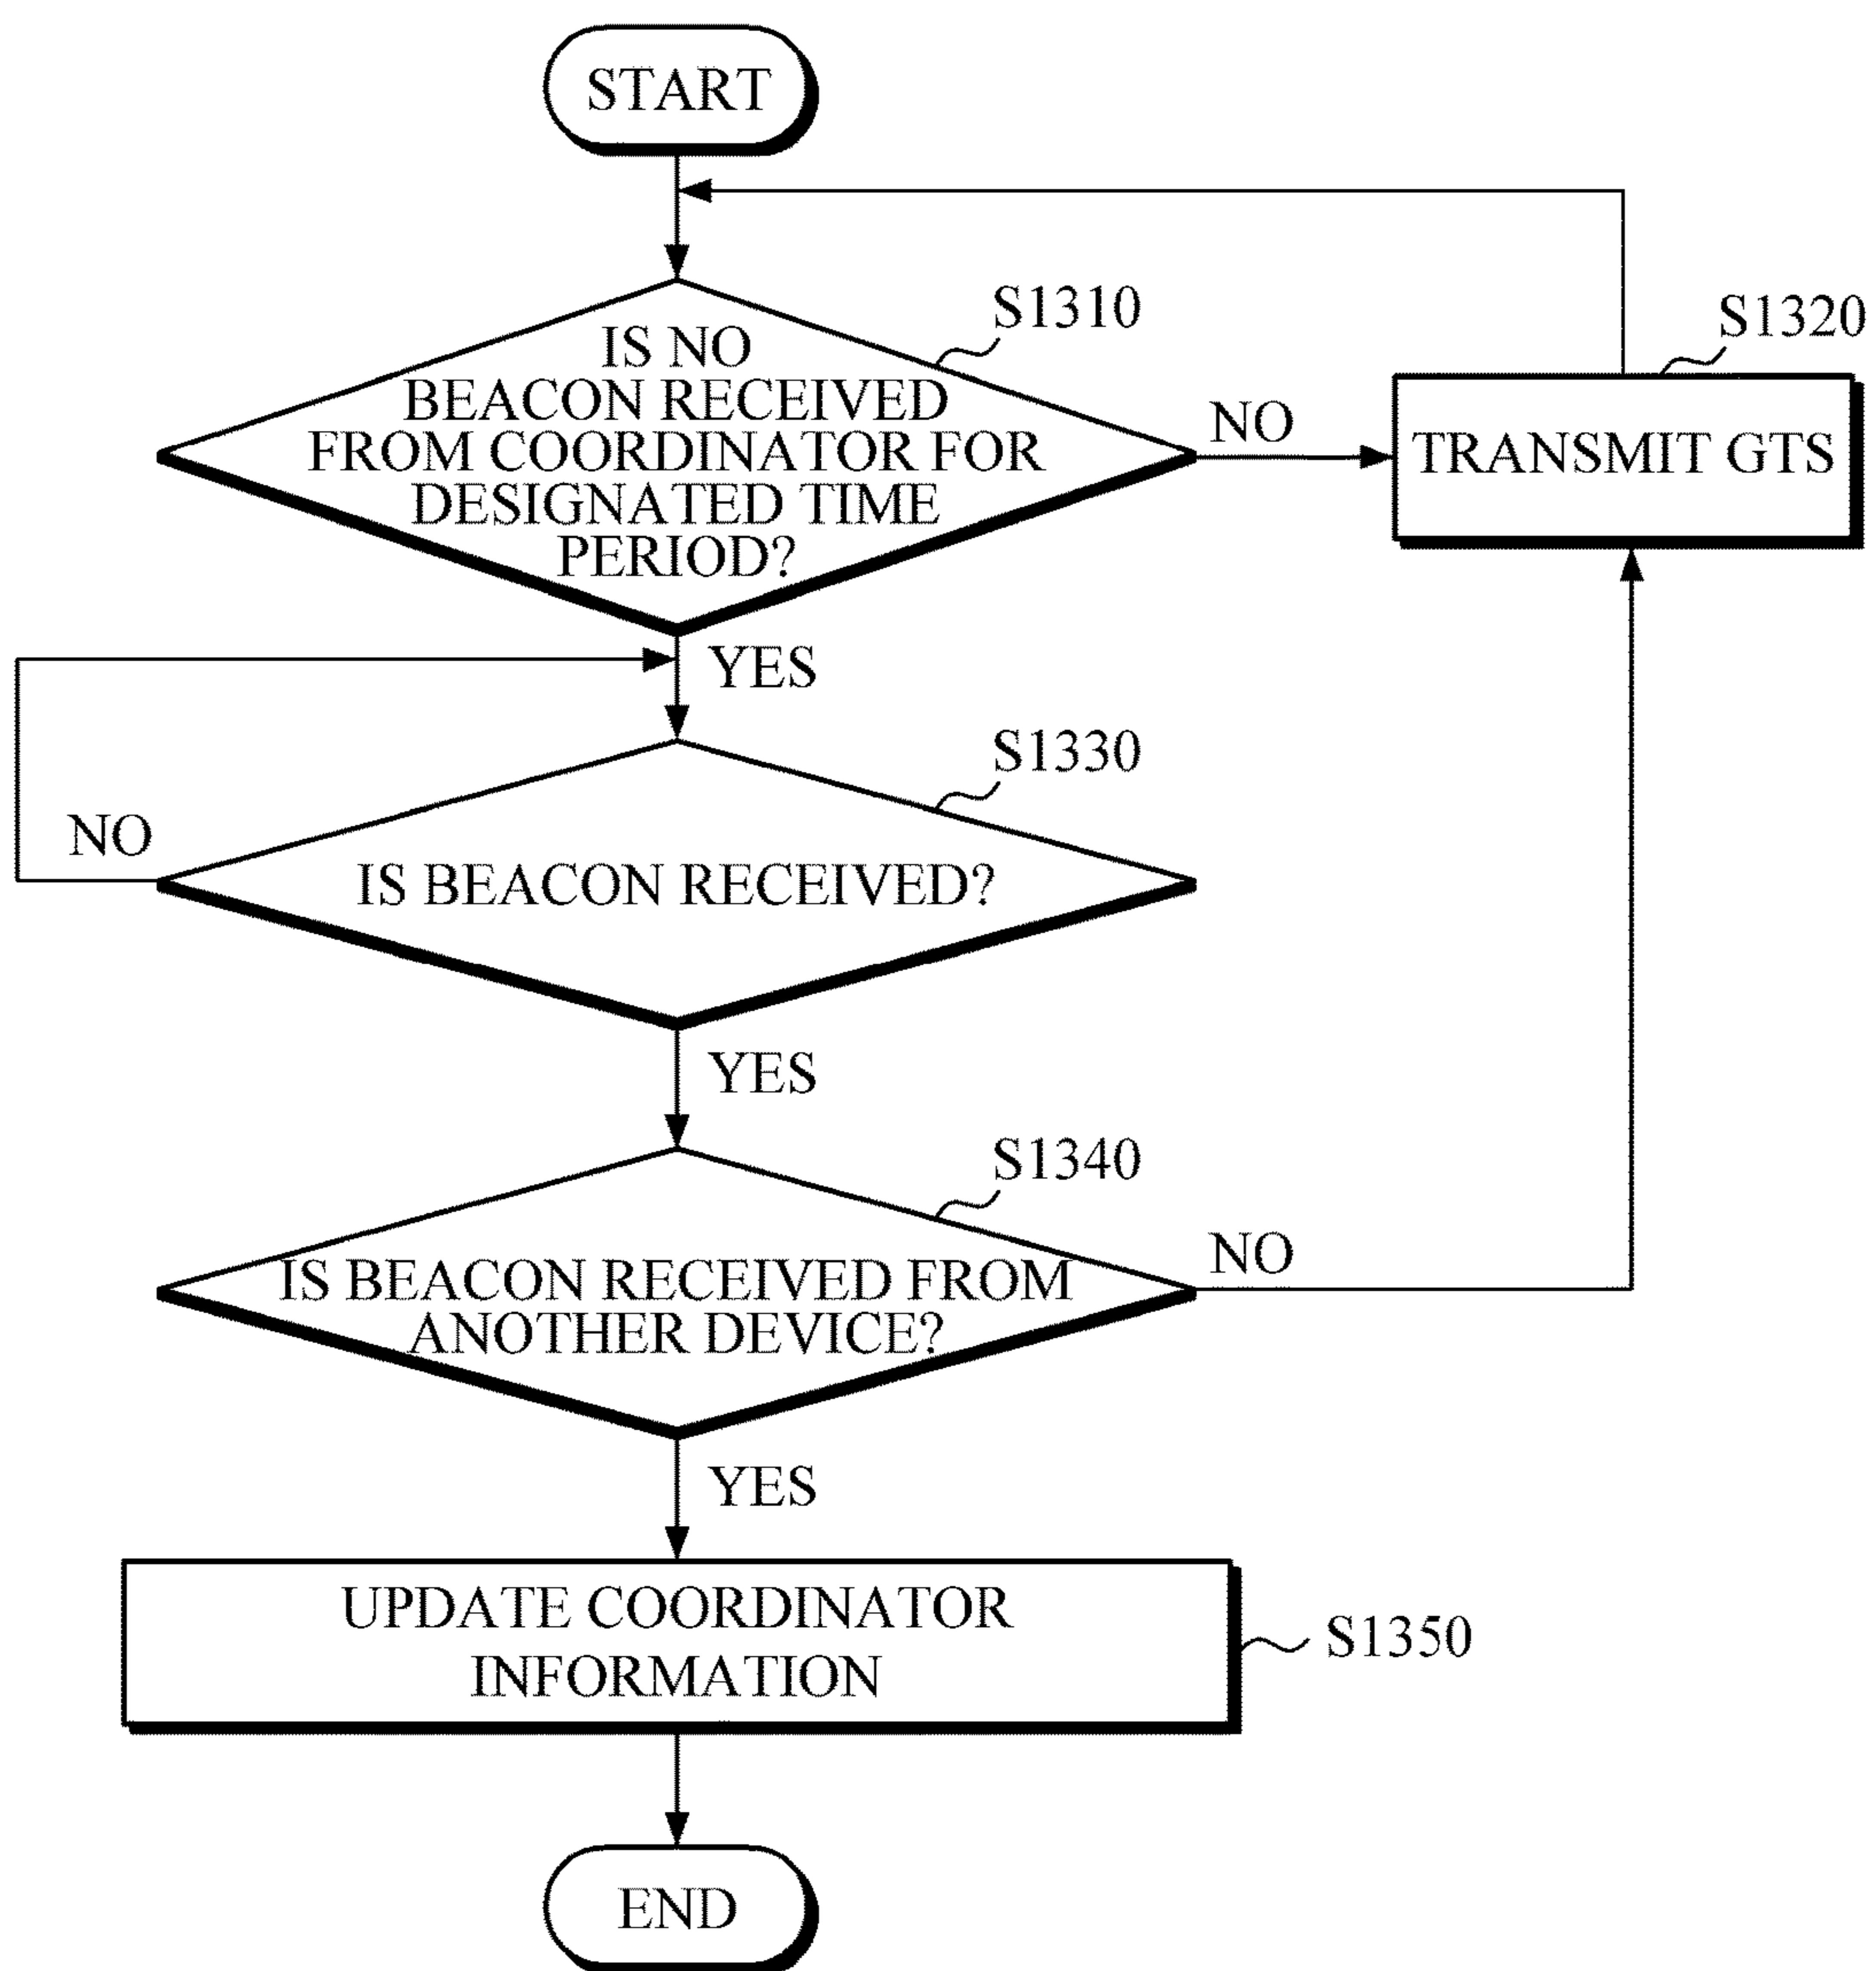 START
S1310
IS NO
BEACON RECEIVED
FROM COORDINATOR FOR
DESIGNATED TIME
PERIOD?
NO
S1320
TRANSMIT GTS
YES
S1330
NO
IS BEACON RECEIVED?
YES
S1340
IS BEACON RECEIVED FROM
ANOTHER DEVICE?
NO
YES
UPDATE COORDINATOR
INFORMATION
S1350
END